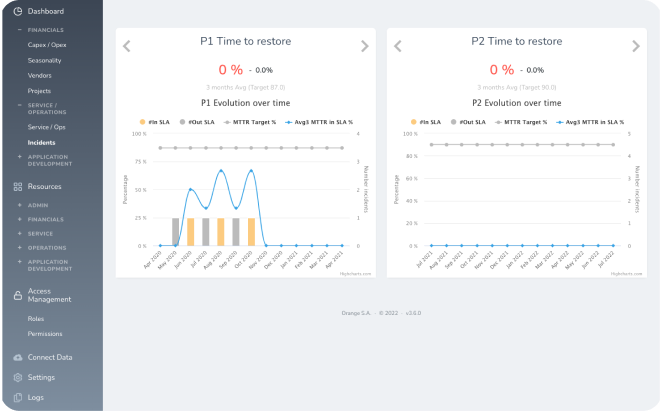 Dashboard
− FINANCIALS
Capex / Opex
Seasonality
Vendors
Projects
− SERVICE /
OPERATIONS
Service / Ops
Incidents
+ APPLICATION
DEVELOPMENT
Resources
+ ADMIN
+ FINANCIALS
+ SERVICE
+ OPERATIONS
+ APPLICATION
DEVELOPMENT
Access
Management
Roles
Permissions
Connect Data
Settings
Logs
P1 Time to restore
0 % - 0.0%
3 months Avg (Target 87.0)
P1 Evolution over time
#In SLA #Out SLA MTTR Target % Avg3 MTTR in SLA %
Percentage
100 %
75 %
50 %
25 %
0 %
4
3
2
1
0
Number Incidents
Apr 2020 May 2020 Jun 2020 Jul 2020 Aug 2020 Sep 2020 Oct 2020 Nov 2020 Dec 2020 Jan 2021 Feb 2021 Mar 2021 Apr 2021
Highcharts.com
P2 Time to restore
0 % - 0.0%
3 months Avg (Target 90.0)
P2 Evolution over time
#In SLA #Out SLA MTTR Target % Avg3 MTTR in SLA %
Percentage
100 %
80 %
60 %
40 %
20 %
0 %
5
4
3
2
1
0
Number Incidents
Jul 2021 Aug 2021 Sep 2021 Oct 2021 Nov 2021 Dec 2021 Jan 2022 Feb 2022 Mar 2022 Apr 2022 May 2022 Jun 2022 Jul 2022
Highcharts.com
Orange S.A. · © 2022 · v3.6.0